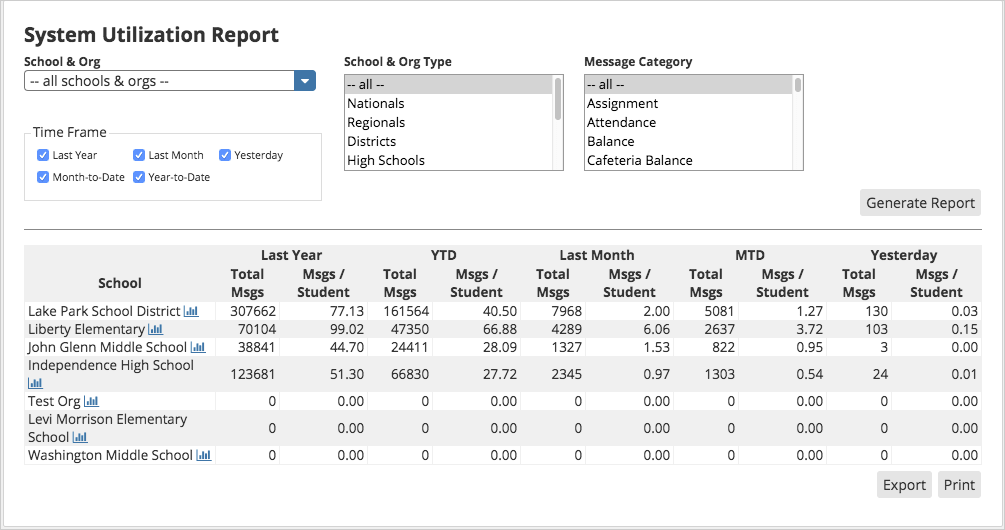 System Utilization Report
School & Org
-- all schools & orgs --
School & Org Type
-- all --
Nationals
Regionals
Districts
High Schools
Message Category
-- all --
Assignment
Attendance
Balance
Cafeteria Balance
Time Frame
Last Year Last Month Yesterday
Month-to-Date Year-to-Date
Generate Report
Last Year YTD Last Month MTD Yesterday
School Total Msgs Msgs / Student Total Msgs Msgs / Student Total Msgs Msgs / Student Total Msgs Msgs / Student Total Msgs Msgs / Student
Lake Park School District 307662 77.13 161564 40.50 7968 2.00 5081 1.27 130 0.03
Liberty Elementary 70104 99.02 47350 66.88 4289 6.06 2637 3.72 103 0.15
John Glenn Middle School 38841 44.70 24411 28.09 1327 1.53 822 0.95 3 0.00
Independence High School 123681 51.30 66830 27.72 2345 0.97 1303 0.54 24 0.01
Test Org 0 0.00 0 0.00 0 0.00 0 0.00 0 0.00
Levi Morrison Elementary School 0 0.00 0 0.00 0 0.00 0 0.00 0 0.00
Washington Middle School 0 0.00 0 0.00 0 0.00 0 0.00 0 0.00
Export Print